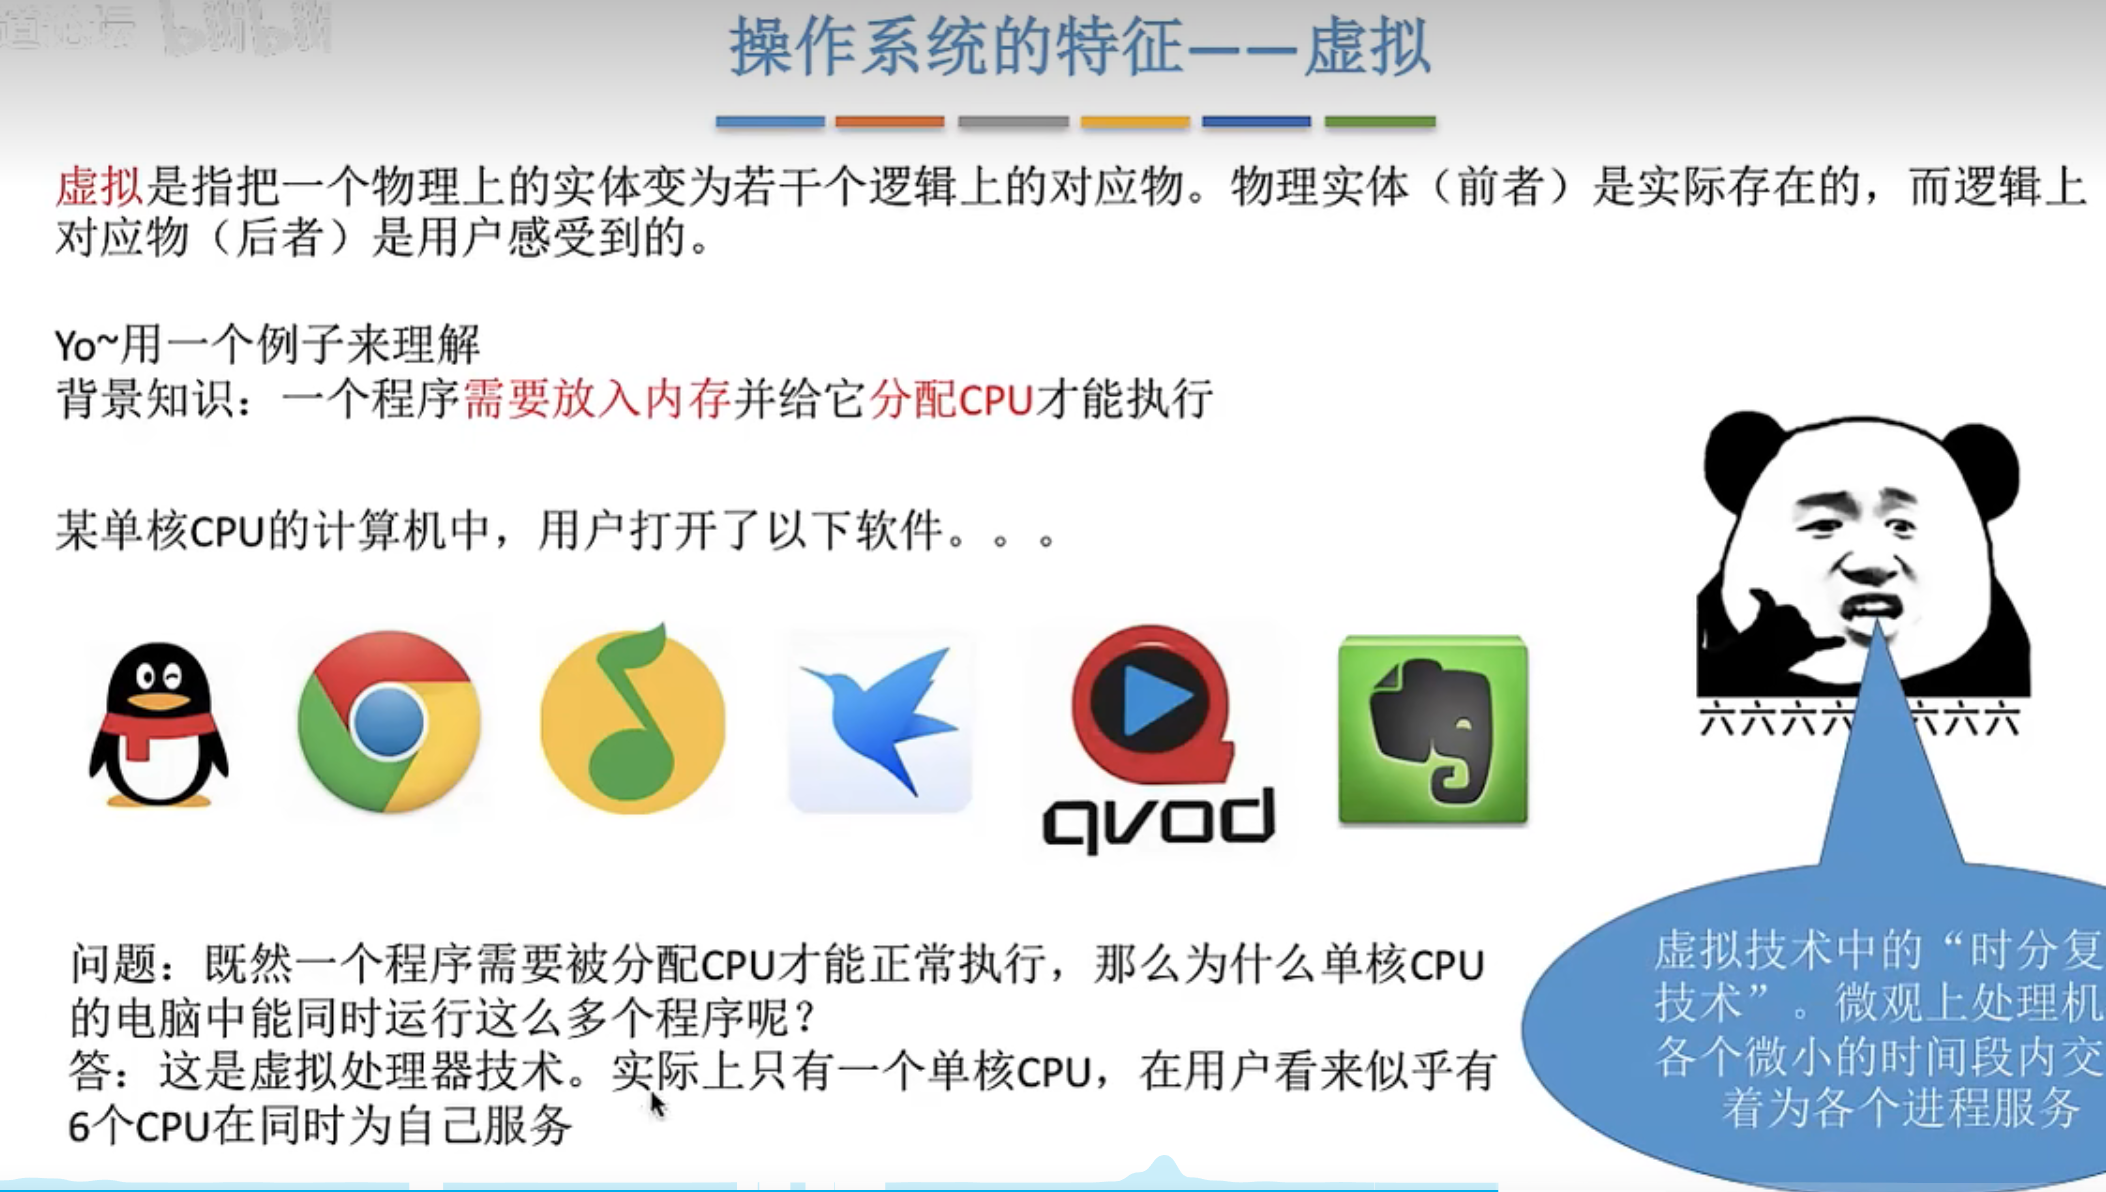 操作系统的特征——虚拟
虚拟是指把一个物理上的实体变为若干个逻辑上的对应物。物理实体（前者）是实际存在的，而逻辑上
对应物（后者）是用户感受到的。
Yo~用一个例子来理解
背景知识：一个程序需要放入内存并给它分配CPU才能执行
某单核CPU的计算机中，用户打开了以下软件。。。
qvod
六六六六六六六
问题：既然一个程序需要被分配CPU才能正常执行，那么为什么单核CPU
的电脑中能同时运行这么多个程序呢？
答：这是虚拟处理器技术。实际上只有一个单核CPU，在用户看来似乎有
6个CPU在同时为自己服务
虚拟技术中的“时分复
技术”。微观上处理机
各个微小的时间段内交
着为各个进程服务